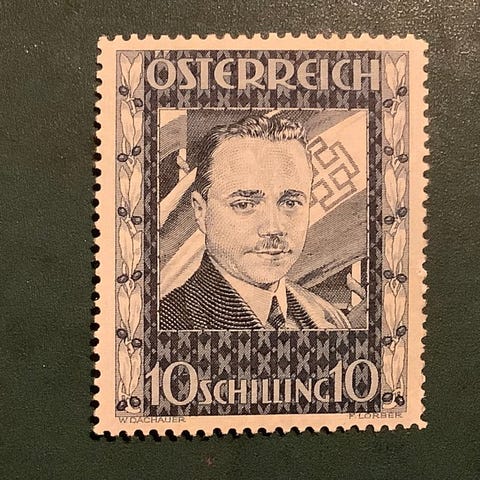 ÖSTERREICH
10 SCHILLING 10
W. DACHAUER F. LORBER